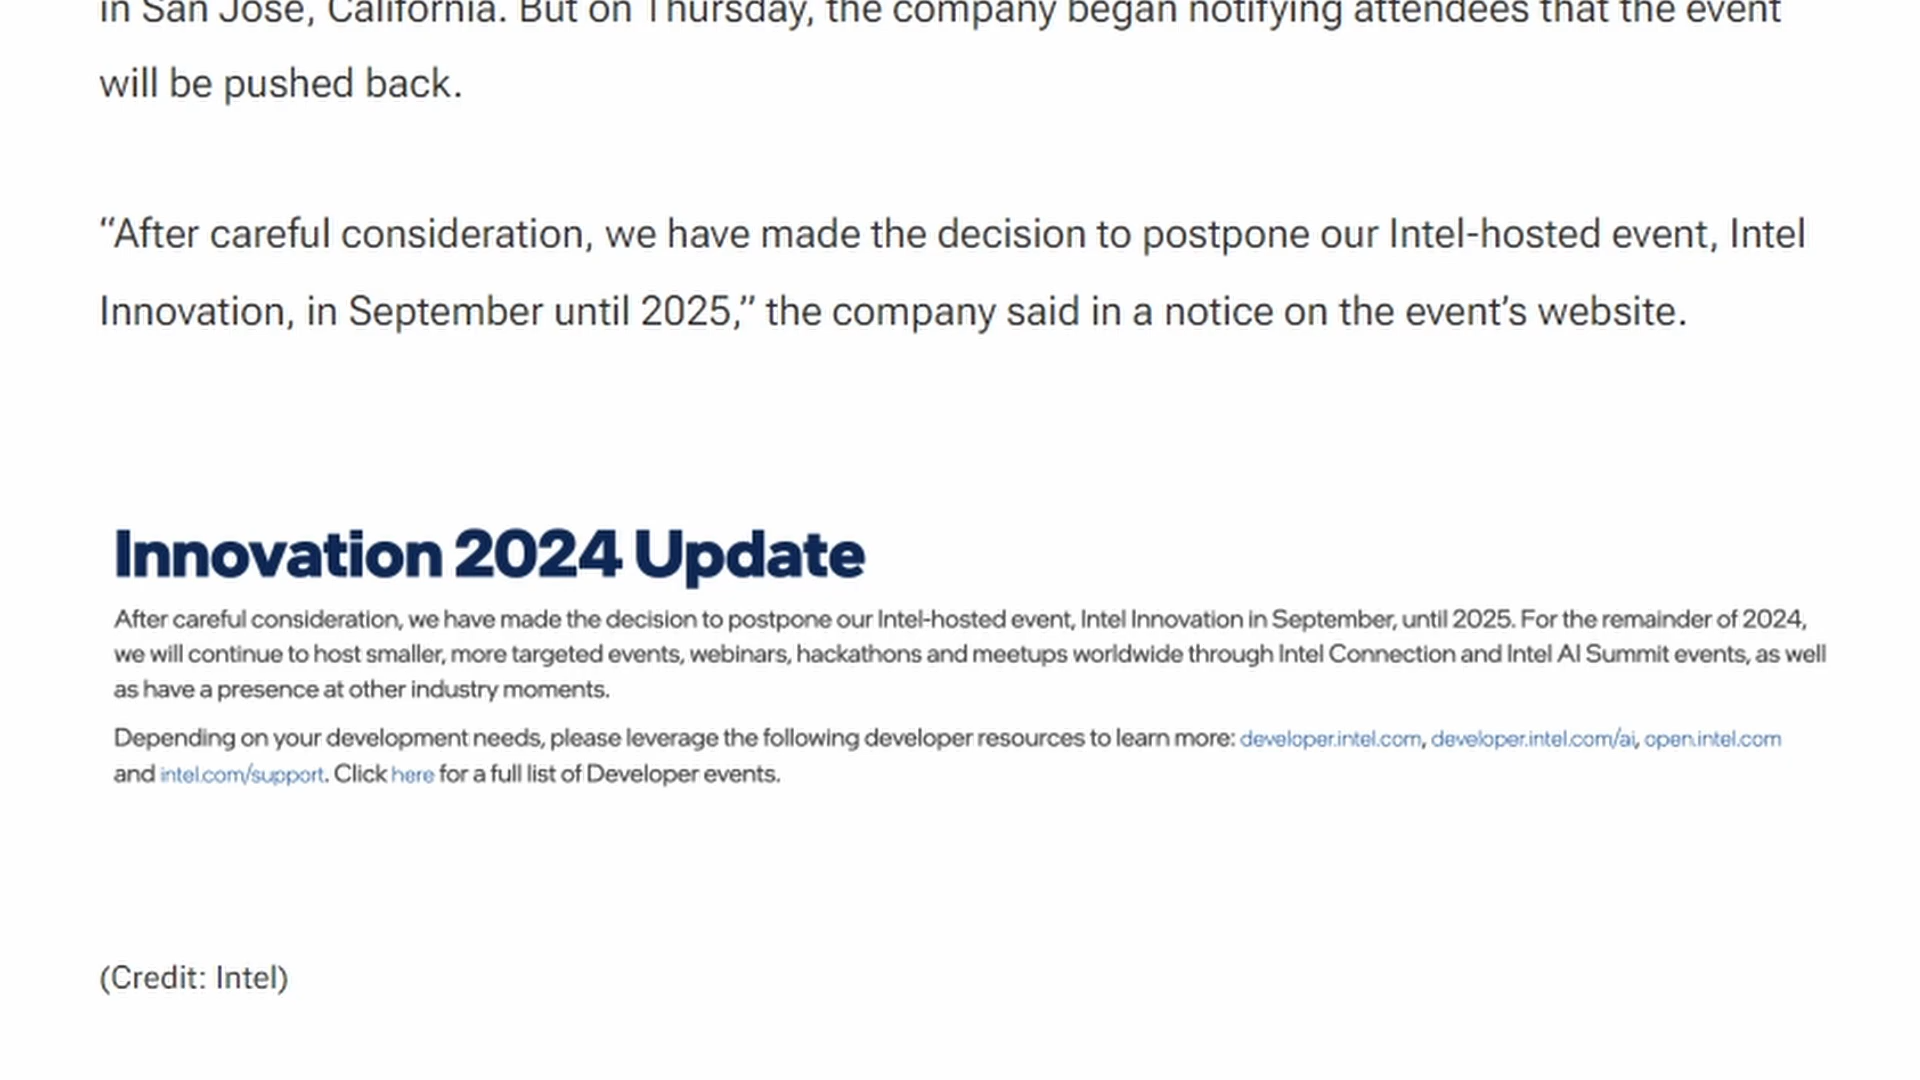 in San Jose, California. But on Thursday, the company began notifying attendees that the event
will be pushed back.
“After careful consideration, we have made the decision to postpone our Intel-hosted event, Intel
Innovation, in September until 2025,” the company said in a notice on the event’s website.
Innovation 2024 Update
After careful consideration, we have made the decision to postpone our Intel-hosted event, Intel Innovation in September, until 2025. For the remainder of 2024,
we will continue to host smaller, more targeted events, webinars, hackathons and meetups worldwide through Intel Connection and Intel AI Summit events, as well
as have a presence at other industry moments.
Depending on your development needs, please leverage the following developer resources to learn more: developer.intel.com, developer.intel.com/ai, open.intel.com
and intel.com/support. Click here for a full list of Developer events.
(Credit: Intel)